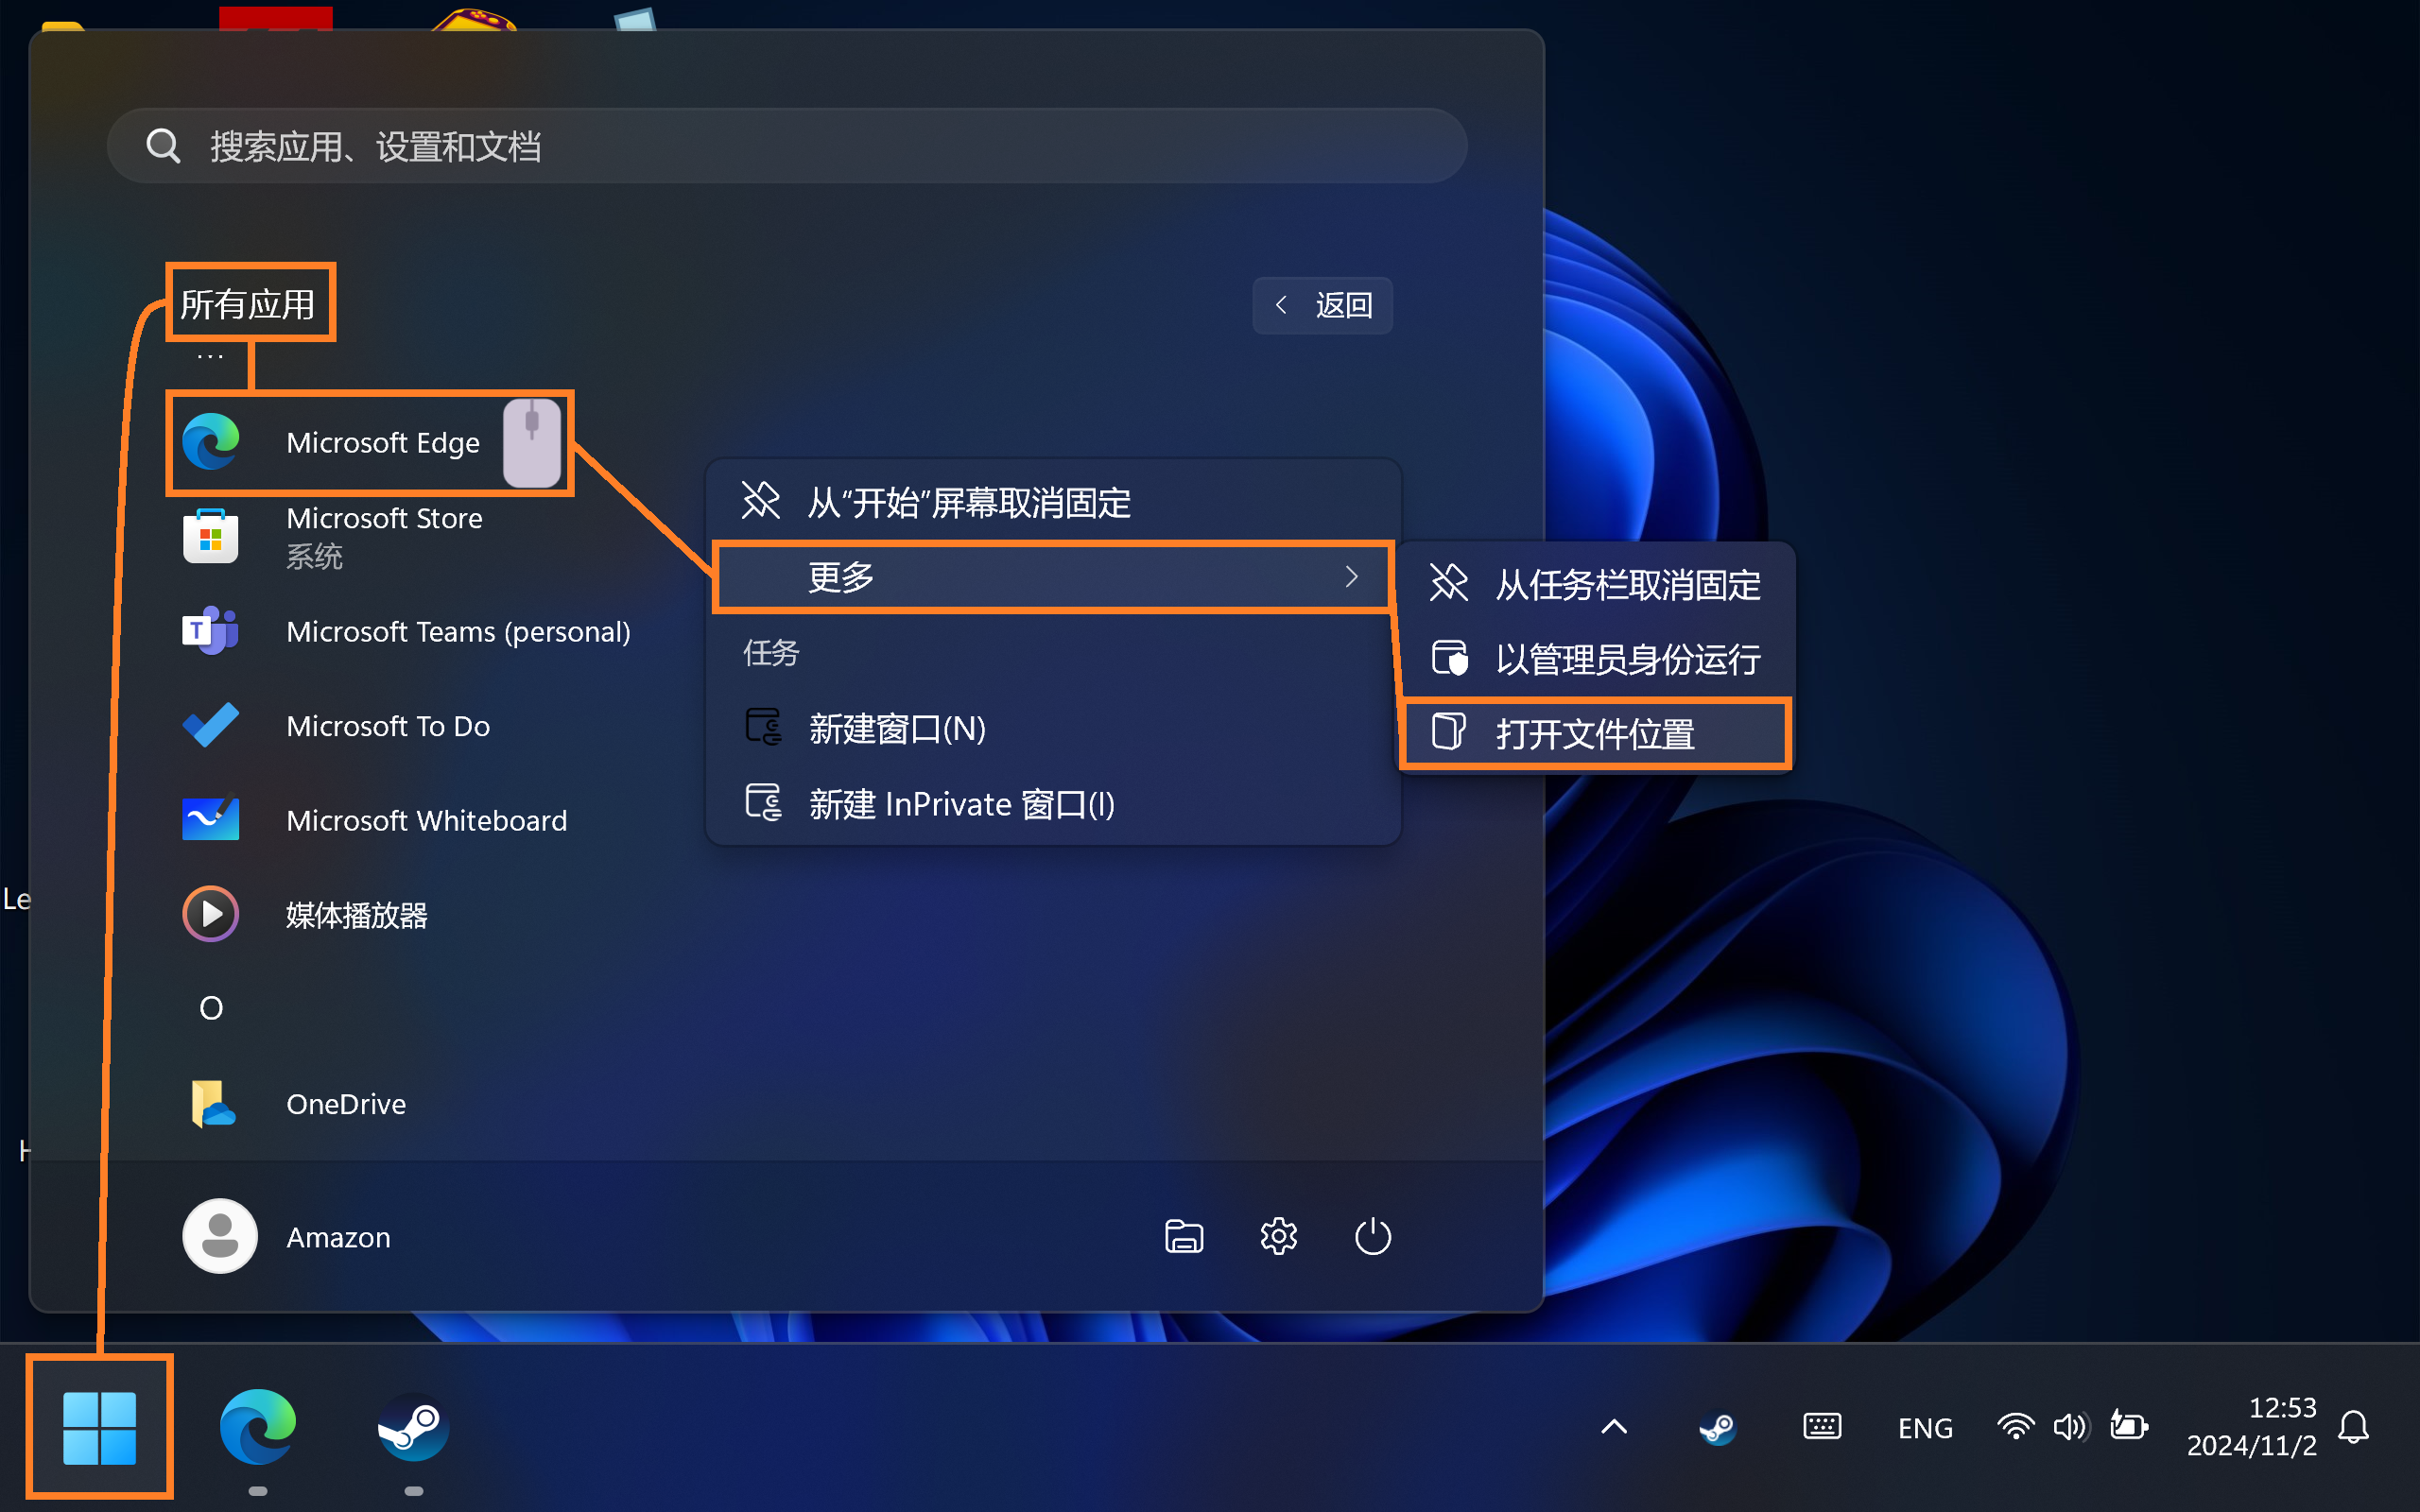 搜索应用、设置和文档
所有应用
返回
...
Microsoft Edge
Microsoft Store
系统
Microsoft Teams (personal)
Microsoft To Do
Microsoft Whiteboard
媒体播放器
O
OneDrive
Amazon
从“开始”屏幕取消固定
更多
任务
新建窗口(N)
新建 InPrivate 窗口(I)
从任务栏取消固定
以管理员身份运行
打开文件位置
Le
ENG
12:53
2024/11/2